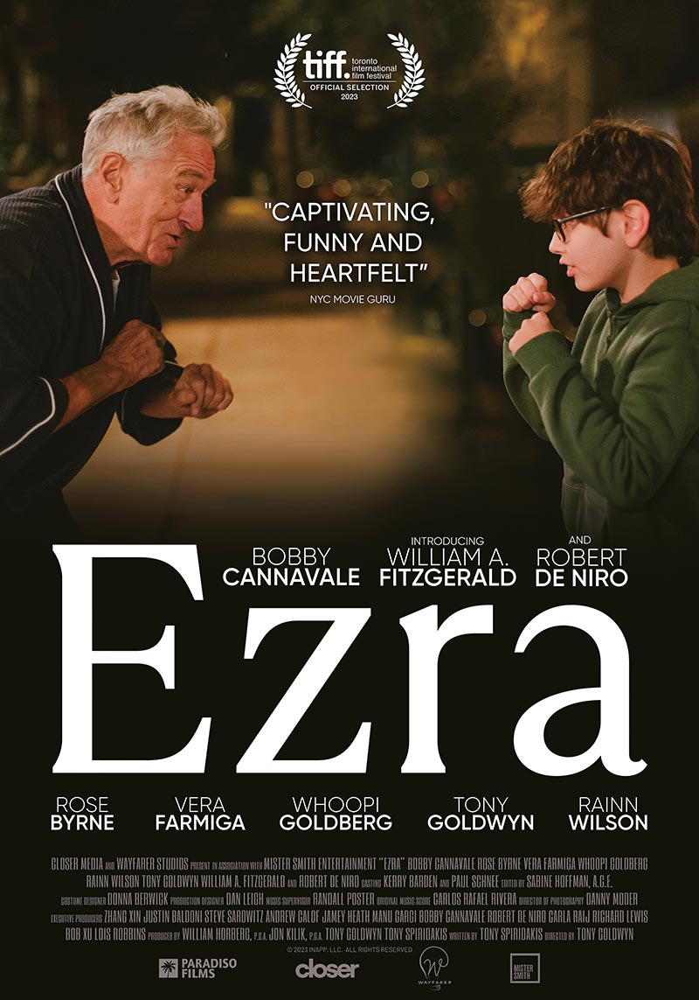 tiff. toronto
international
film festival
OFFICIAL SELECTION
2023
"CAPTIVATING,
FUNNY AND
HEARTFELT”
NYC MOVIE GURU
BOBBY
CANNAVALE
INTRODUCING
WILLIAM A.
FITZGERALD
AND
ROBERT
DE NIRO
Ezra
ROSE
BYRNE
VERA
FARMIGA
WHOOPI
GOLDBERG
TONY
GOLDWYN
RAINN
WILSON
CLOSER MEDIA AND WAYFARER STUDIOS PRESENT IN ASSOCIATION WITH MISTER SMITH ENTERTAINMENT "EZRA" BOBBY CANNAVALE ROSE BYRNE VERA FARMIGA WHOOPI GOLDBERG
RAINN WILSON TONY GOLDWYN WILLIAM A. FITZGERALD AND ROBERT DE NIRO CASTING KERRY BARDEN AND PAUL SCHNEE EDITED BY SABINE HOFFMAN, A.C.E.
COSTUME DESIGNER DONNA BERWICK PRODUCTION DESIGNER DAN LEIGH MUSIC SUPERVISOR RANDALL POSTER ORIGINAL MUSIC SCORE CARLOS RAFAEL RIVERA DIRECTOR OF PHOTOGRAPHY DANNY MODER
EXECUTIVE PRODUCERS ZHANG XIN JUSTIN BALDONI STEVE SAROWITZ ANDREW CALOF JAMEY HEATH MANU GARGI BOBBY CANNAVALE ROBERT DE NIRO CARLA RAIJ RICHARD LEWIS
BOB XU LOIS ROBBINS PRODUCED BY WILLIAM HORBERG, P.G.A. JON KILIK, P.G.A. TONY GOLDWYN TONY SPIRIDAKIS WRITTEN BY TONY SPIRIDAKIS DIRECTED BY TONY GOLDWYN
© 2023 INAPP, LLC. ALL RIGHTS RESERVED
PARADISO
FILMS
closer
WAYFARER
MISTER
SMITH